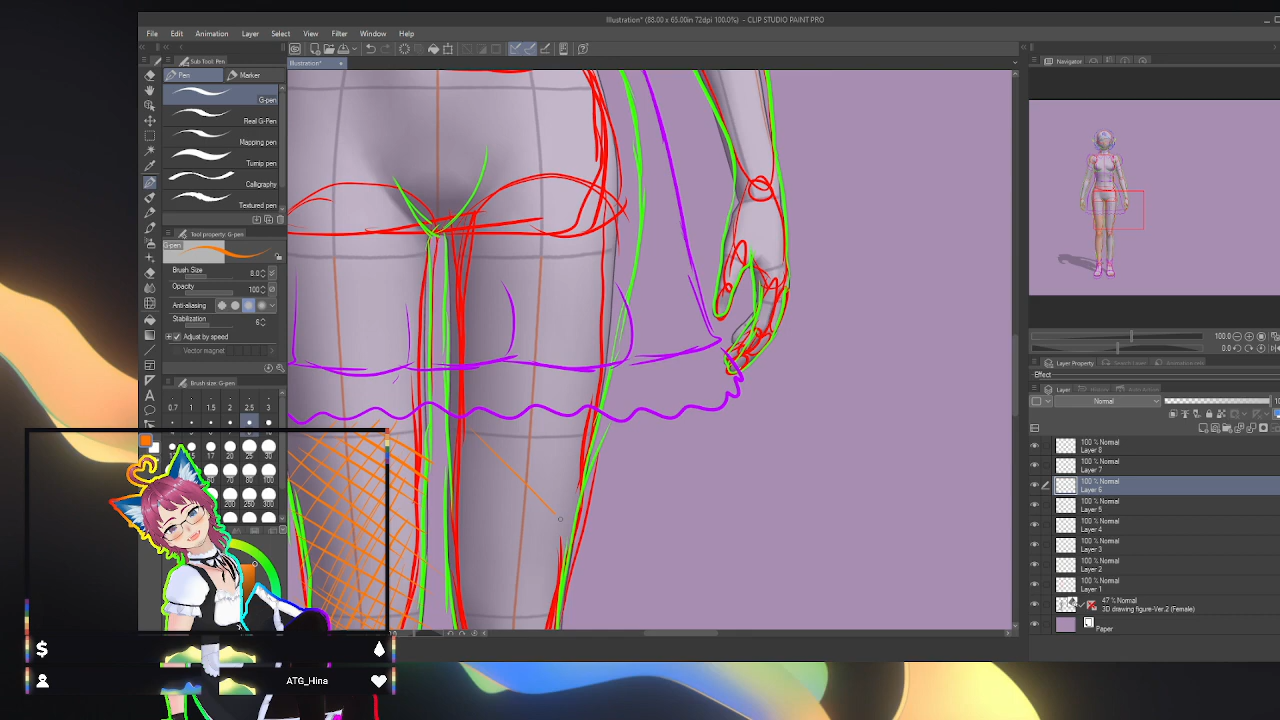 Illustration* (88.00 x 65.00in 72dpi 100.0%) - CLIP STUDIO PAINT PRO
File Edit Animation Layer Select View Filter Window Help
Sub Tool: Pen
Illustration*
Navigator
Pen Marker
G-pen
Real G-Pen
Mapping pen
Turnip pen
Calligraphy
Textured pen
Tool property: G-pen
G-pen
Brush Size 8.0
Opacity 100
Anti-aliasing
Stabilization 6
Adjust by speed
Vector magnet
100.0
0.0
Layer Property
Effect
Brush size: G-pen
Layer
Normal
0.7 1 1.5 2 2.5 3
100 % Normal
Layer 8
100 % Normal
Layer 7
100 % Normal
Layer 6
100 % Normal
Layer 5
100 % Normal
Layer 4
100 % Normal
Layer 3
100 % Normal
Layer 2
100 % Normal
Layer 1
47 % Normal
3D drawing figure-Ver.2 (Female)
Paper
$
ATG_Hina